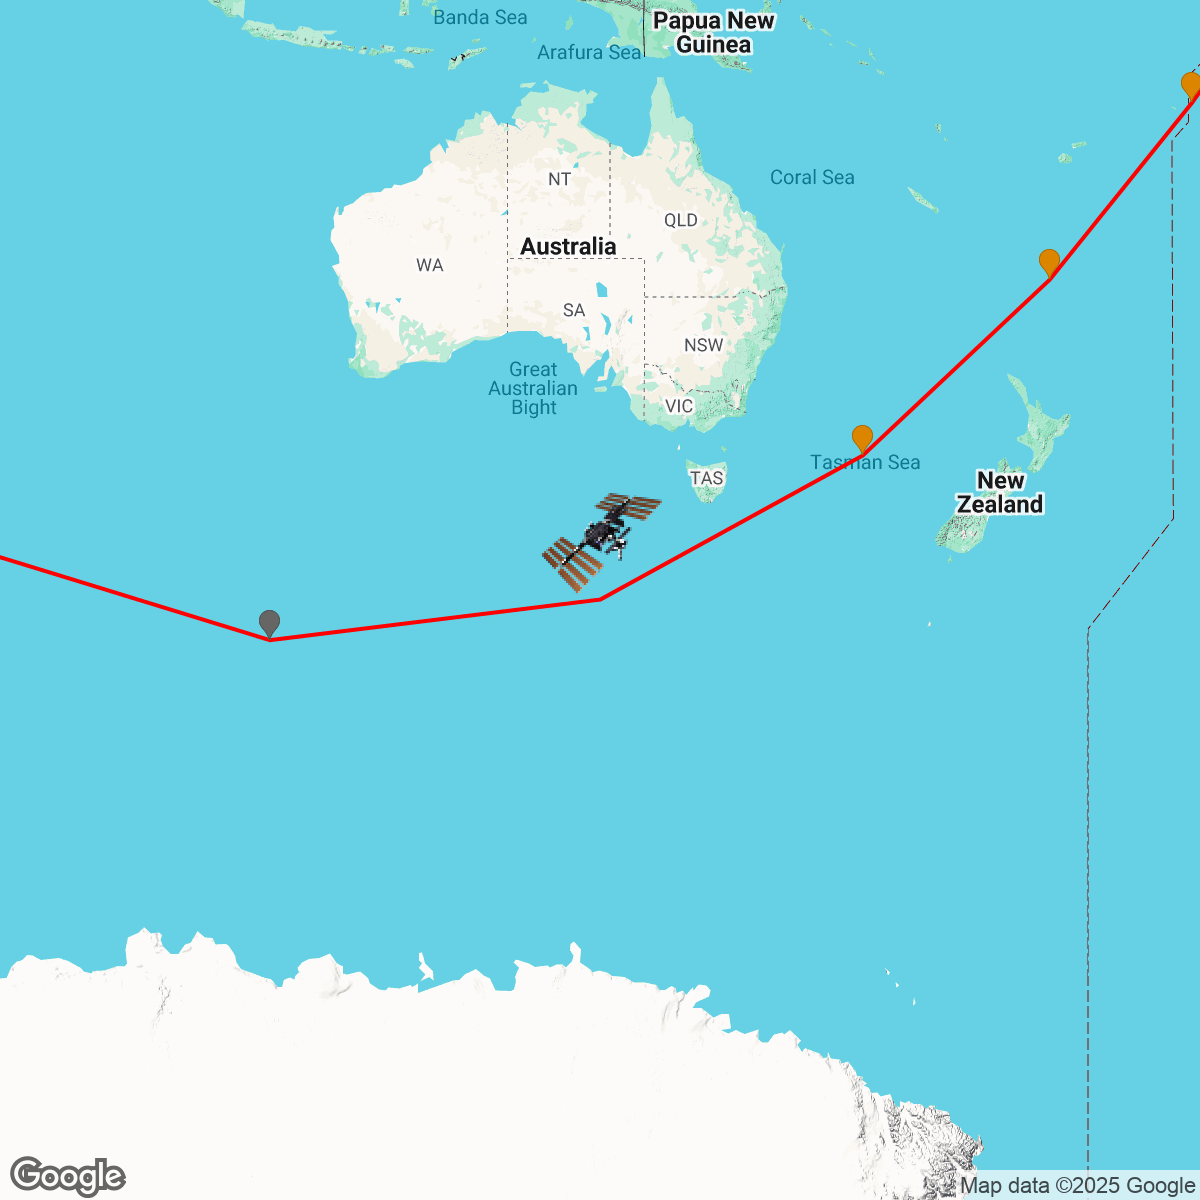 Banda Sea
Papua New
Guinea
Arafura Sea
Coral Sea
NT
QLD
Australia
WA
SA
NSW
Great
Australian
Bight
VIC
Tasman Sea
TAS
New
Zealand
Google
Map data ©2025 Google